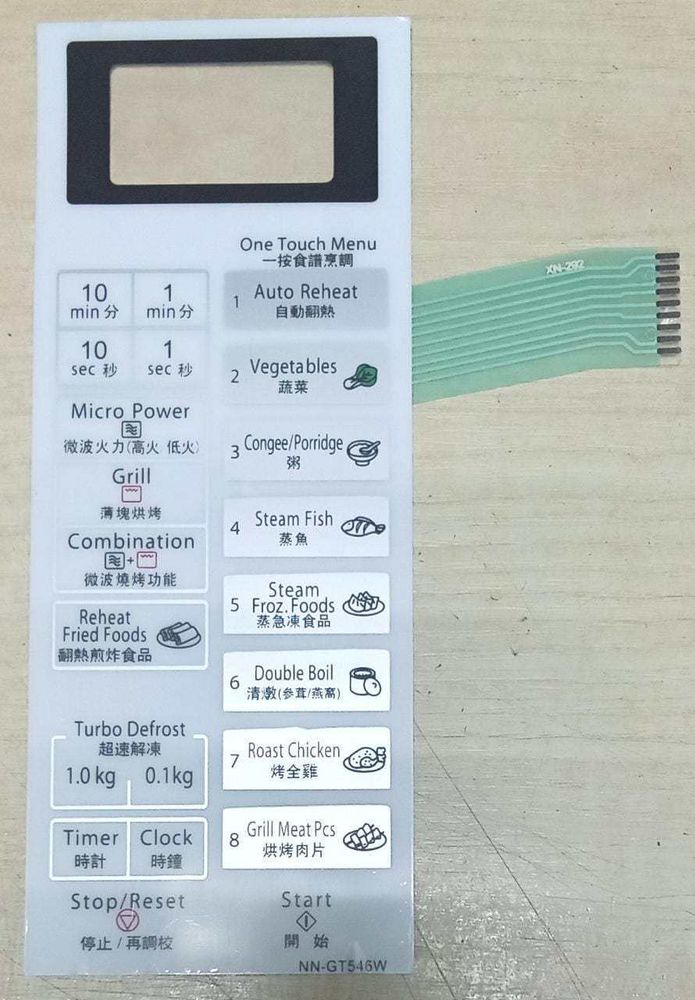 One Touch Menu
一按食譜烹調
10
min 分
1
min 分
10
sec 秒
1
sec 秒
Micro Power
微波火力(高火 低火)
Grill
薄塊烘烤
Combination
+
微波燒烤功能
Reheat
Fried Foods
翻熱煎炸食品
Turbo Defrost
超速解凍
1.0 kg
0.1 kg
Timer
時計
Clock
時鐘
Stop/Reset
停止/再調校
1 Auto Reheat
自動翻熱
2 Vegetables
蔬菜
3 Congee/Porridge
粥
4 Steam Fish
蒸魚
5 Steam
Froz. Foods
蒸急凍食品
6 Double Boil
清燉(參茸/燕窩)
7 Roast Chicken
烤全雞
8 Grill Meat Pcs
烘烤肉片
Start
開 始
NN-GT546W
XN-292